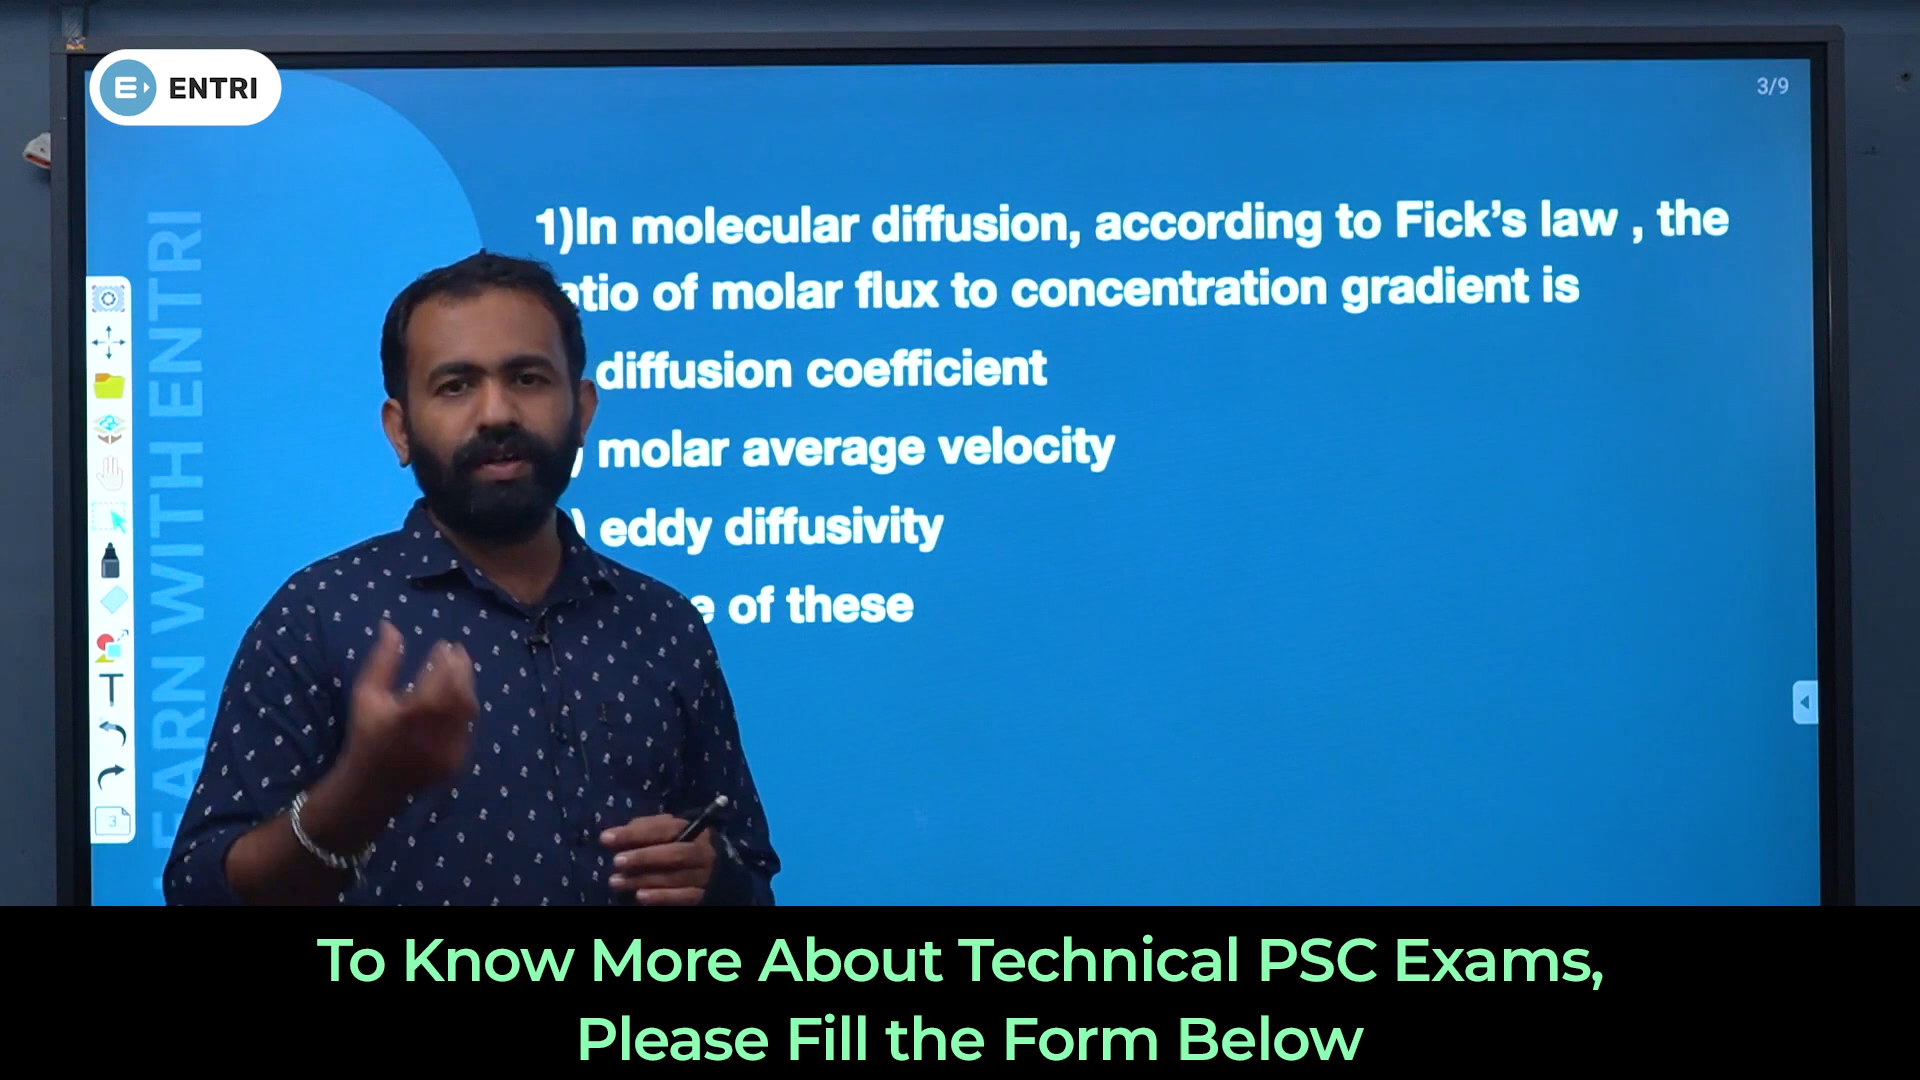 ENTRI
3/9
LEARN WITH ENTRI
1)In molecular diffusion, according to Fick's law , the
atio of molar flux to concentration gradient is
diffusion coefficient
) molar average velocity
) eddy diffusivity
e of these
T
3
To Know More About Technical PSC Exams,
Please Fill the Form Below